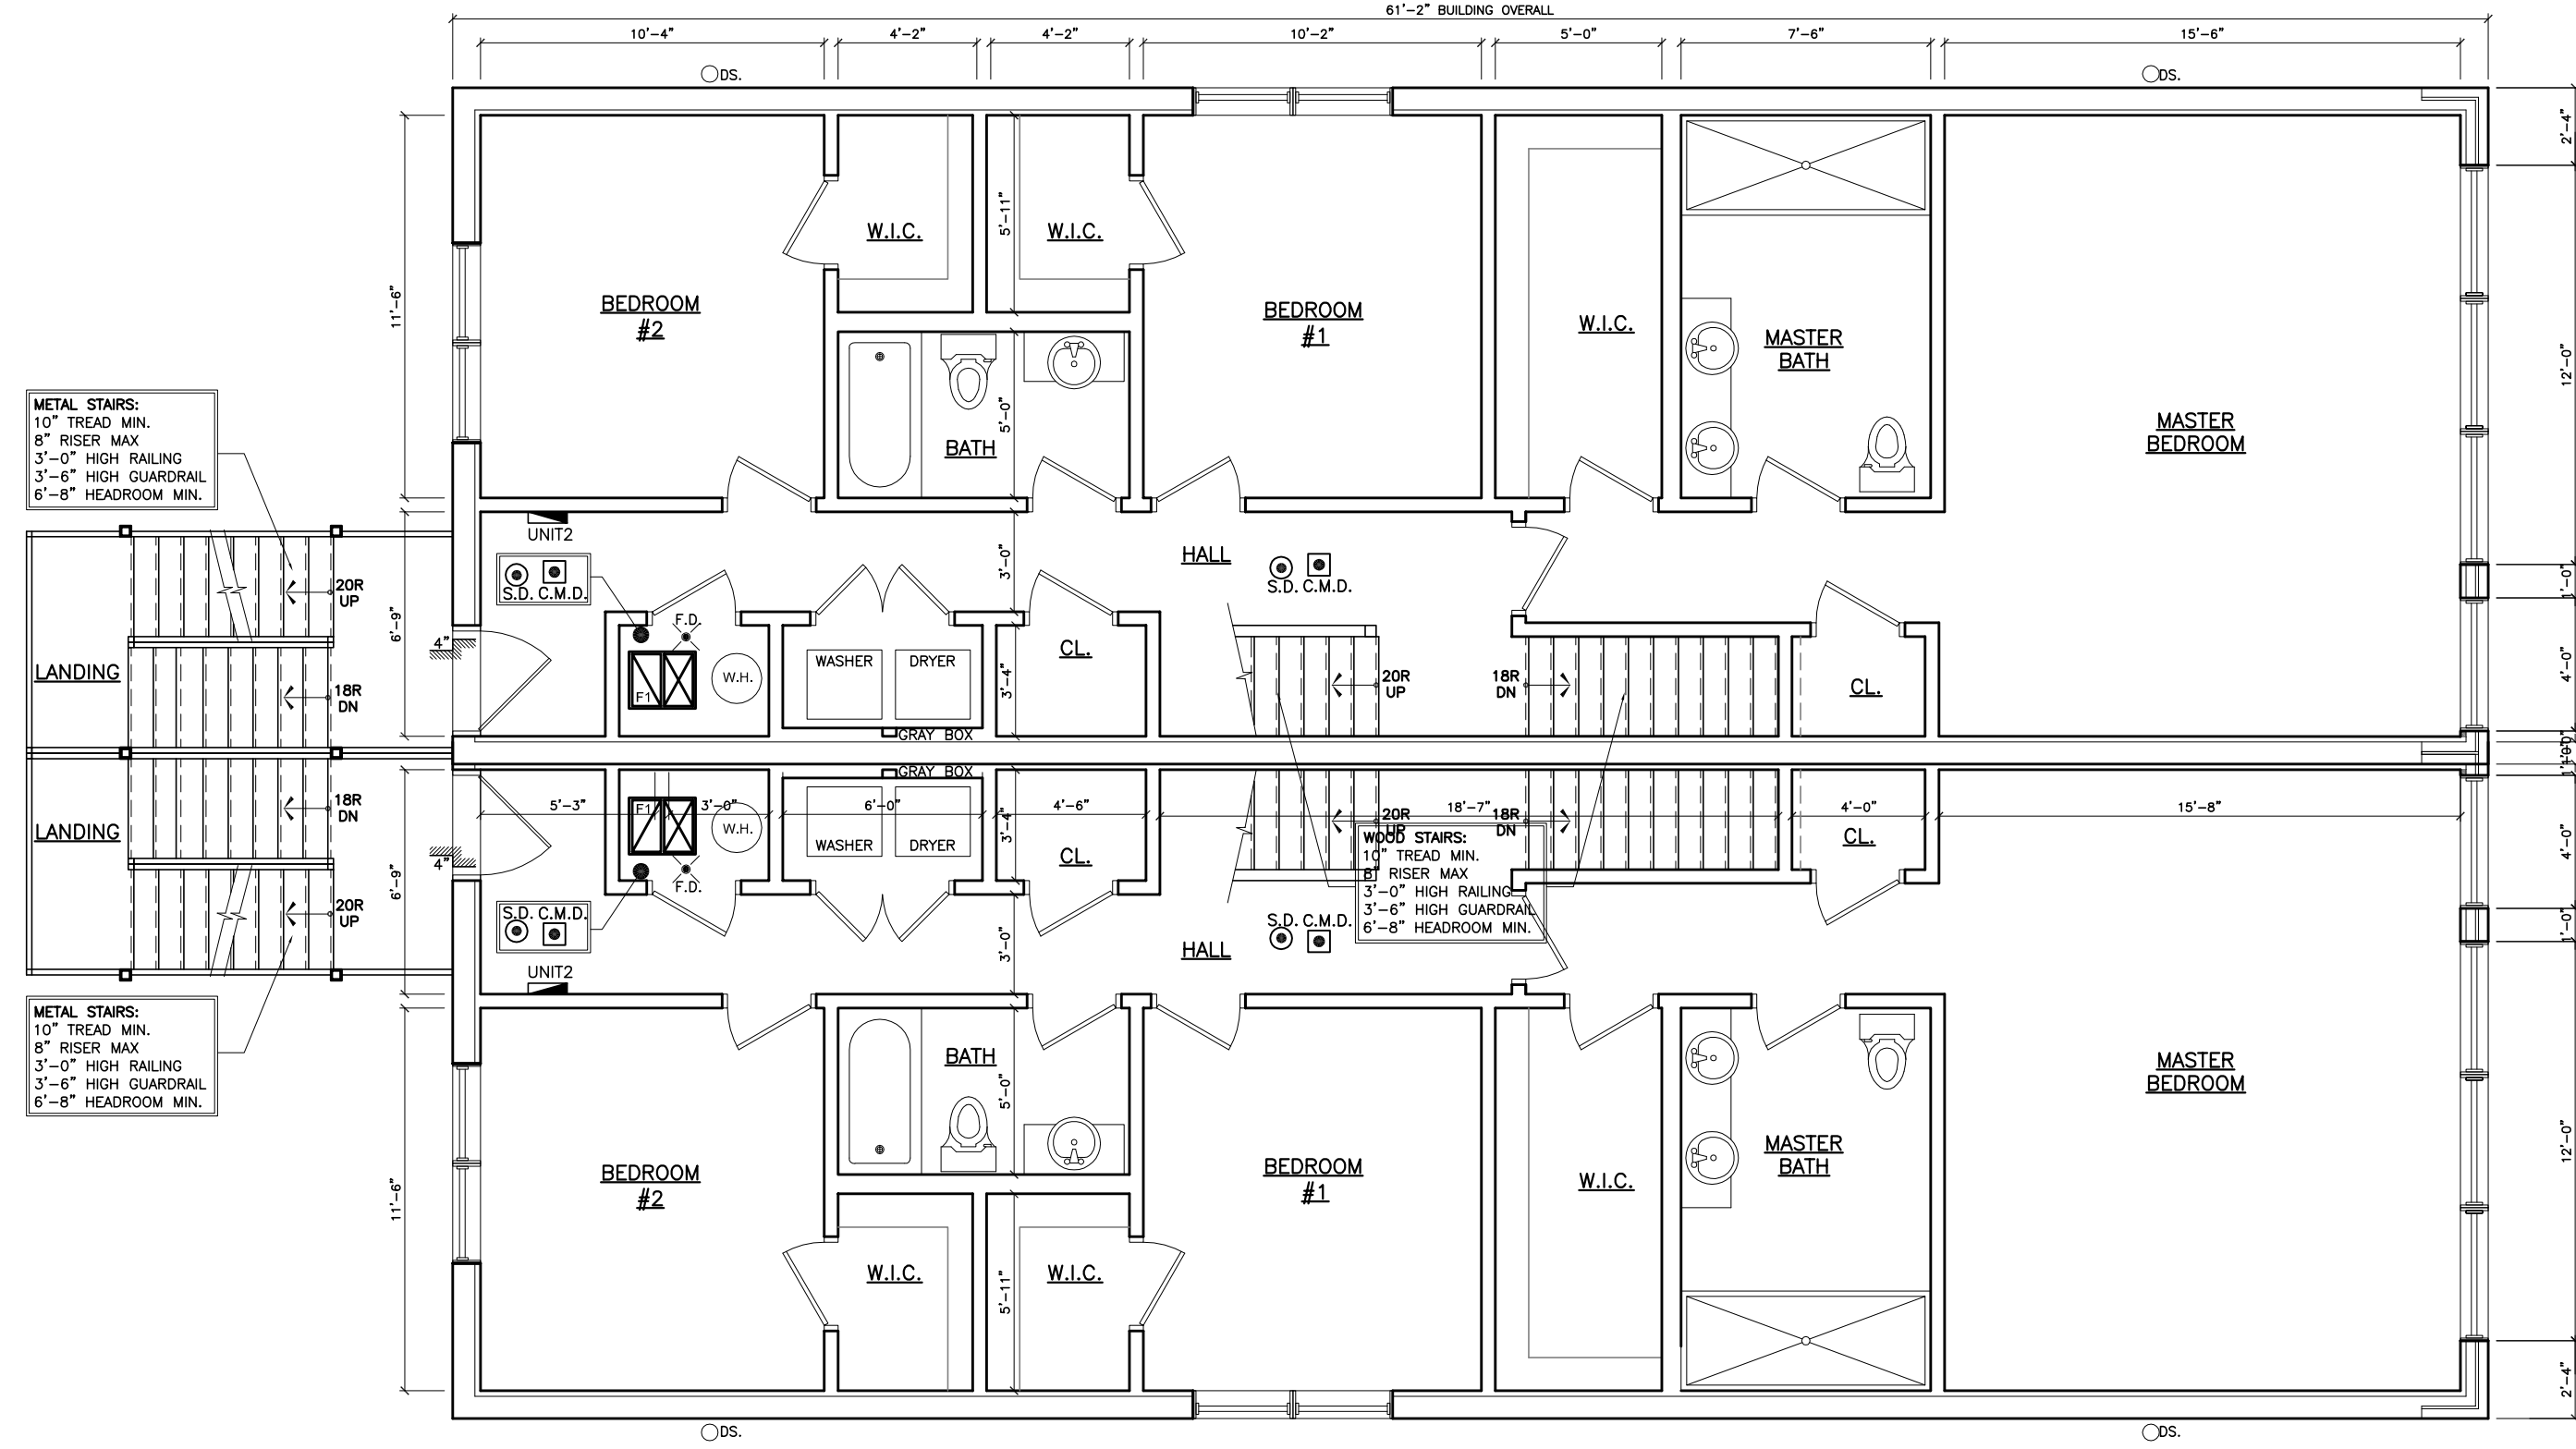 61'-2" BUILDING OVERALL
10'-4"
4'-2"
4'-2"
10'-2"
5'-0"
7'-6"
15'-6"
DS.
DS.
2'-4"
5'-11"
W.I.C.
W.I.C.
11'-6"
BEDROOM
#2
BEDROOM
#1
W.I.C.
MASTER
BATH
12'-0"
METAL STAIRS:
10" TREAD MIN.
8" RISER MAX
3'-0" HIGH RAILING
3'-6" HIGH GUARDRAIL
6'-8" HEADROOM MIN.
5'-0"
BATH
MASTER
BEDROOM
UNIT2
S.D. C.M.D.
3'-0"
HALL
S.D. C.M.D.
1'-0"
20R
UP
6'-9"
4"
F.D.
LANDING
18R
DN
F1
W.H.
WASHER
DRYER
CL.
3'-4"
20R
UP
18R
DN
CL.
4'-0"
GRAY BOX
GRAY BOX
18R
DN
LANDING
5'-3"
F1
3'-0"
W.H.
6'-0"
WASHER
DRYER
4'-6"
3'-4"
CL.
18'-7"
20R
UP
18R
DN
4'-0"
CL.
15'-8"
4'-0"
WOOD STAIRS:
10" TREAD MIN.
8" RISER MAX
3'-0" HIGH RAILING
3'-6" HIGH GUARDRAIL
6'-8" HEADROOM MIN.
4"
F.D.
6'-9"
20R
UP
S.D. C.M.D.
3'-0"
HALL
S.D. C.M.D.
1'-0"
UNIT2
METAL STAIRS:
10" TREAD MIN.
8" RISER MAX
3'-0" HIGH RAILING
3'-6" HIGH GUARDRAIL
6'-8" HEADROOM MIN.
BATH
5'-0"
MASTER
BEDROOM
11'-6"
BEDROOM
#2
BEDROOM
#1
W.I.C.
MASTER
BATH
12'-0"
W.I.C.
W.I.C.
5'-11"
2'-4"
DS.
DS.